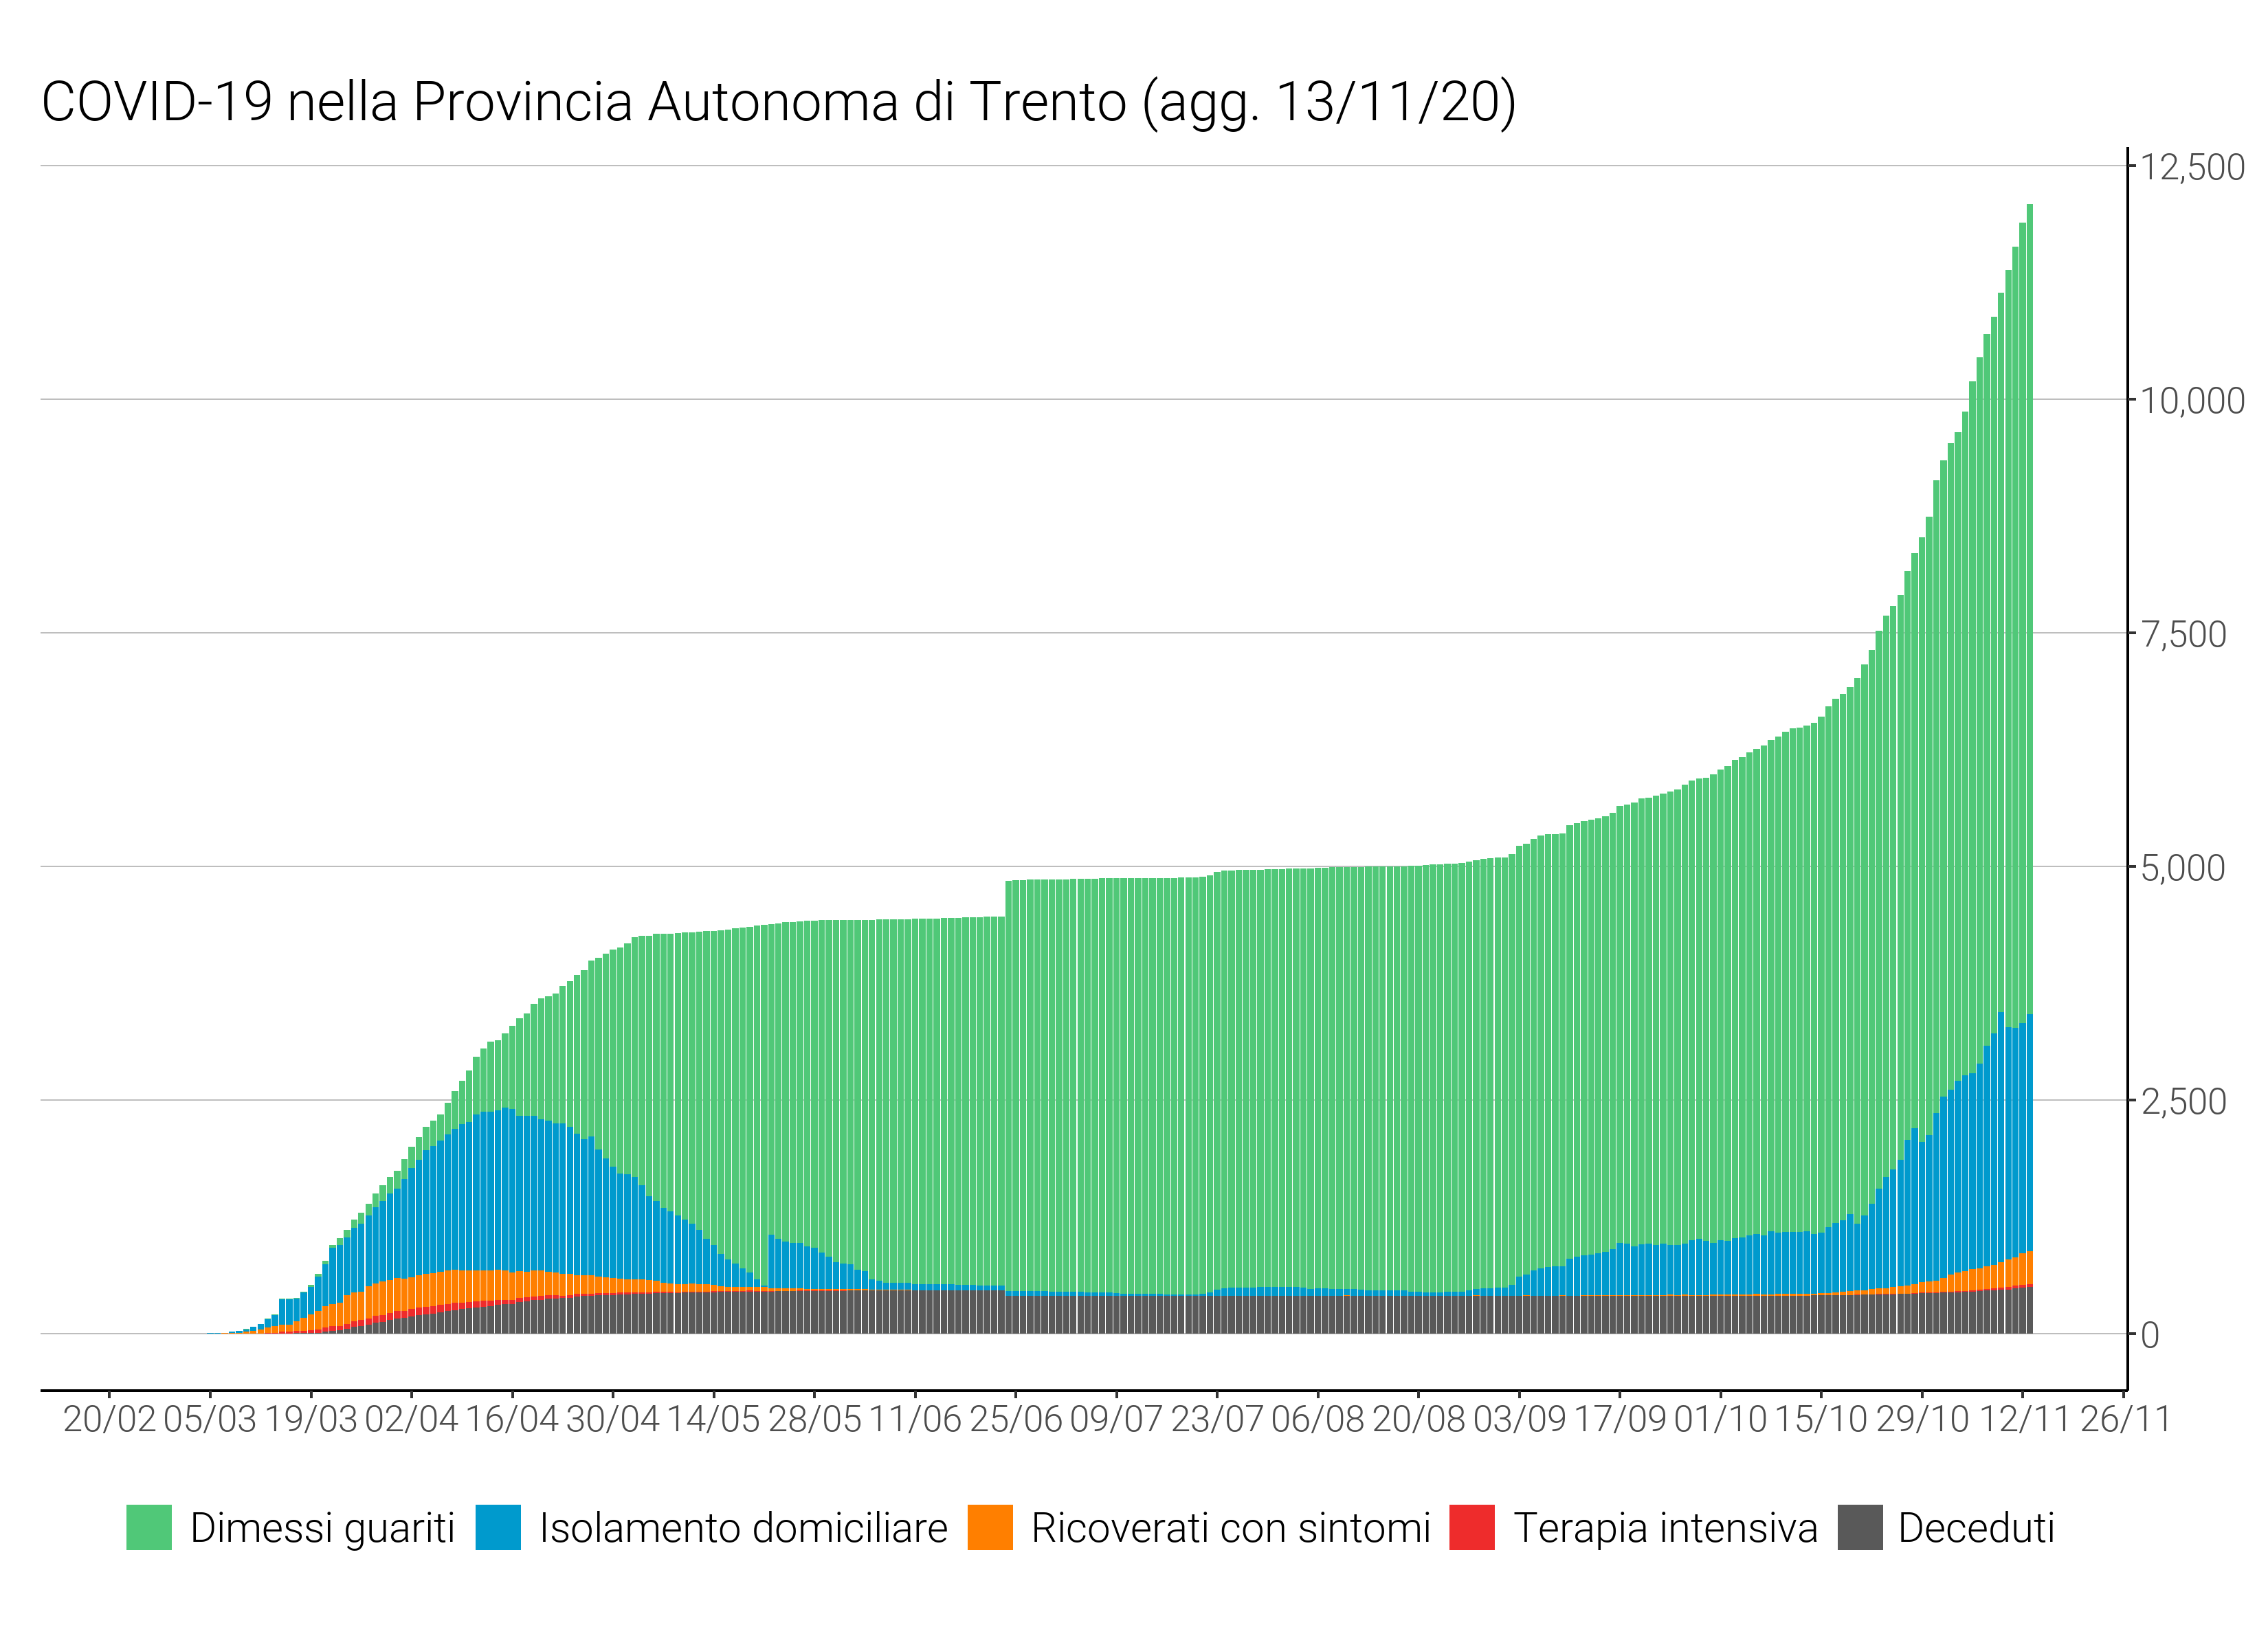 COVID-19 nella Provincia Autonoma di Trento (agg. 13/11/20)
12,500
10,000
7,500
5,000
2,500
0
20/02 05/03 19/03 02/04 16/04 30/04 14/05 28/05 11/06 25/06 09/07 23/07 06/08 20/08 03/09 17/09 01/10 15/10 29/10 12/11 26/11
Dimessi guariti Isolamento domiciliare Ricoverati con sintomi Terapia intensiva Deceduti